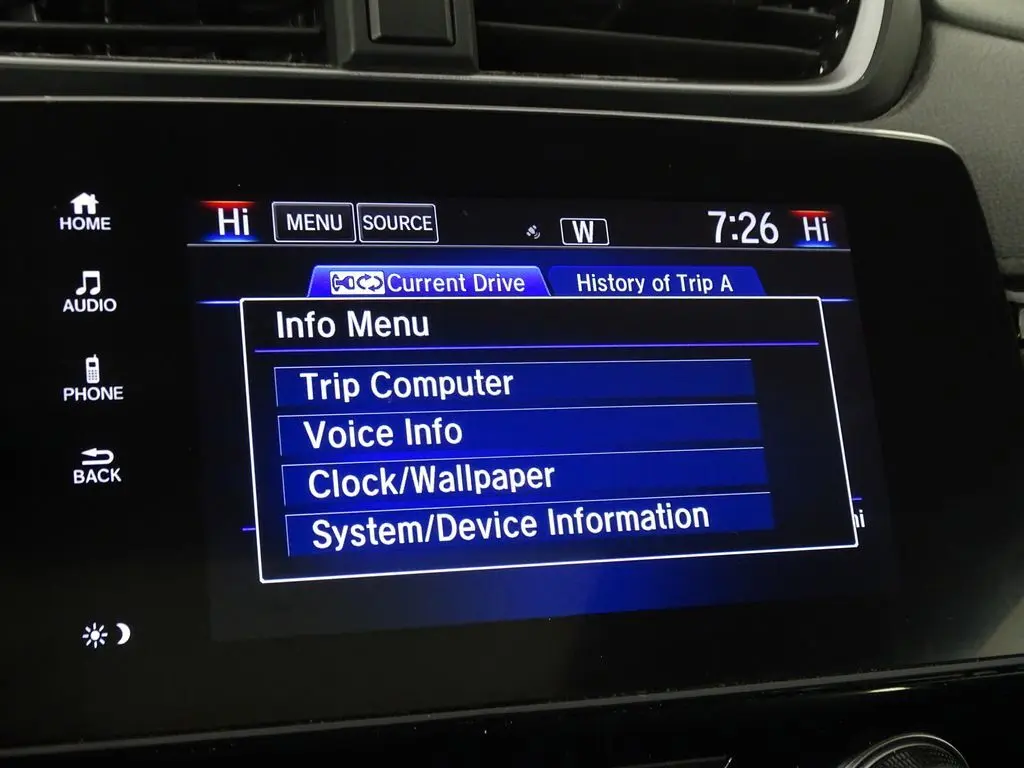 HOME
AUDIO
PHONE
BACK
Hi MENU SOURCE W 7:26 Hi
Current Drive History of Trip A
Info Menu
Trip Computer
Voice Info
Clock/Wallpaper
System/Device Information